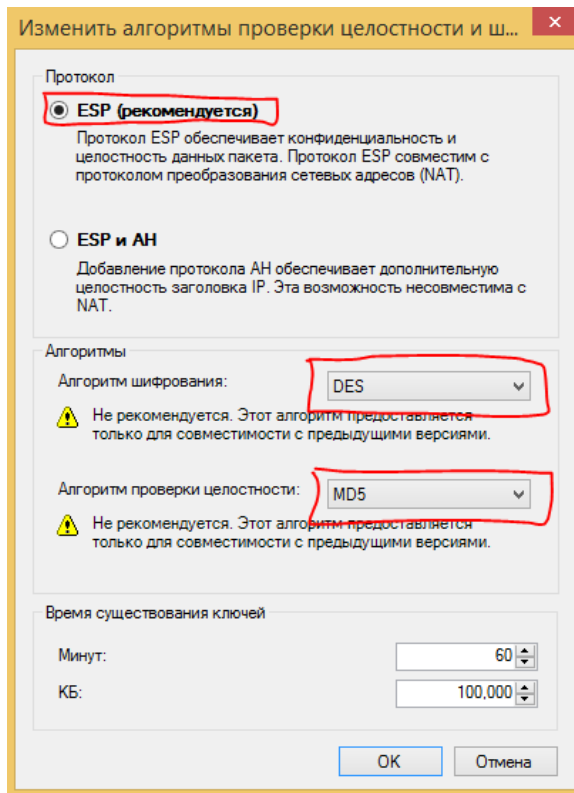 Изменить алгоритмы проверки целостности и ш...
Протокол
ESP (рекомендуется)
Протокол ESP обеспечивает конфиденциальность и
целостность данных пакета. Протокол ESP совместим с
протоколом преобразования сетевых адресов (NAT).
ESP и AH
Добавление протокола AH обеспечивает дополнительную
целостность заголовка IP. Эта возможность несовместима с
NAT.
Алгоритмы
Алгоритм шифрования: DES
Не рекомендуется. Этот алгоритм предоставляется
только для совместимости с предыдущими версиями.
Алгоритм проверки целостности: MD5
Не рекомендуется. Этот алгоритм предоставляется
только для совместимости с предыдущими версиями.
Время существования ключей
Минут: 60
КБ: 100,000
OK Отмена